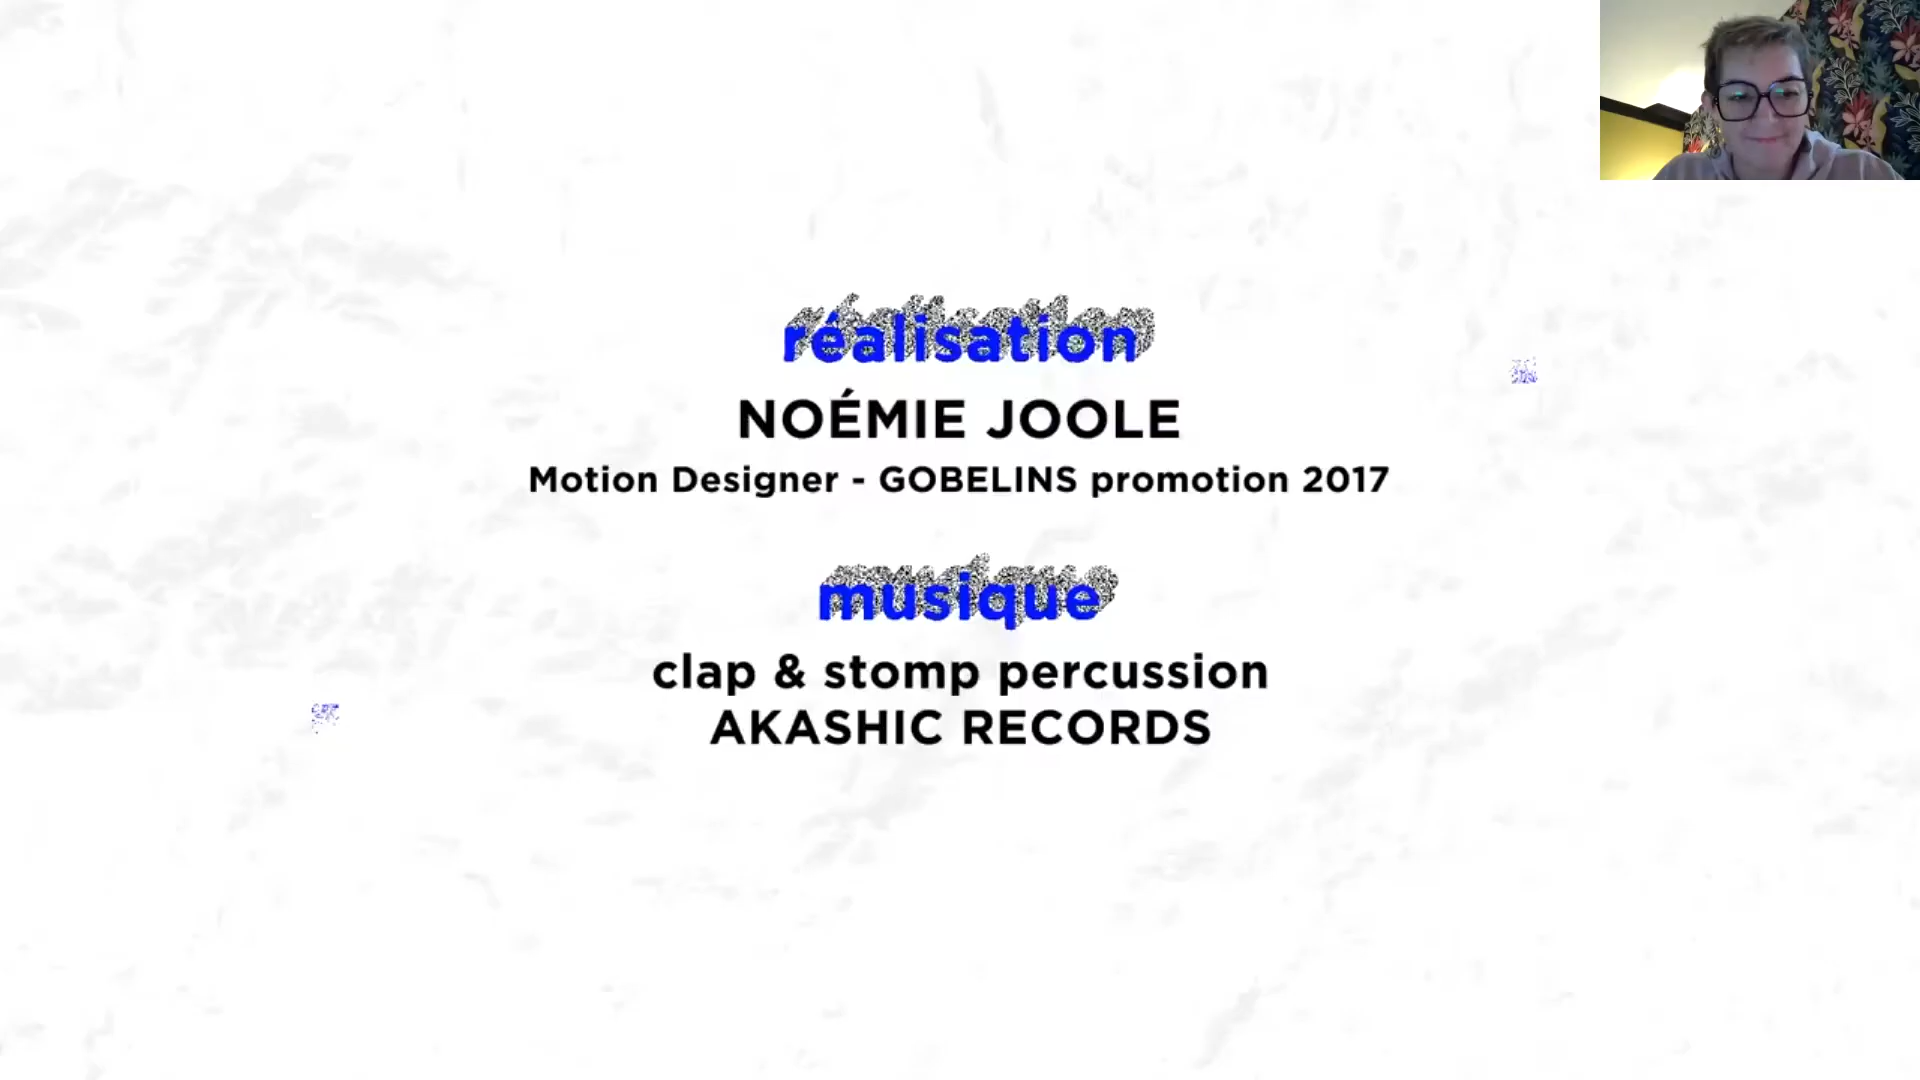 réalisation
NOÉMIE JOOLE
Motion Designer - GOBELINS promotion 2017
musique
clap & stomp percussion
AKASHIC RECORDS